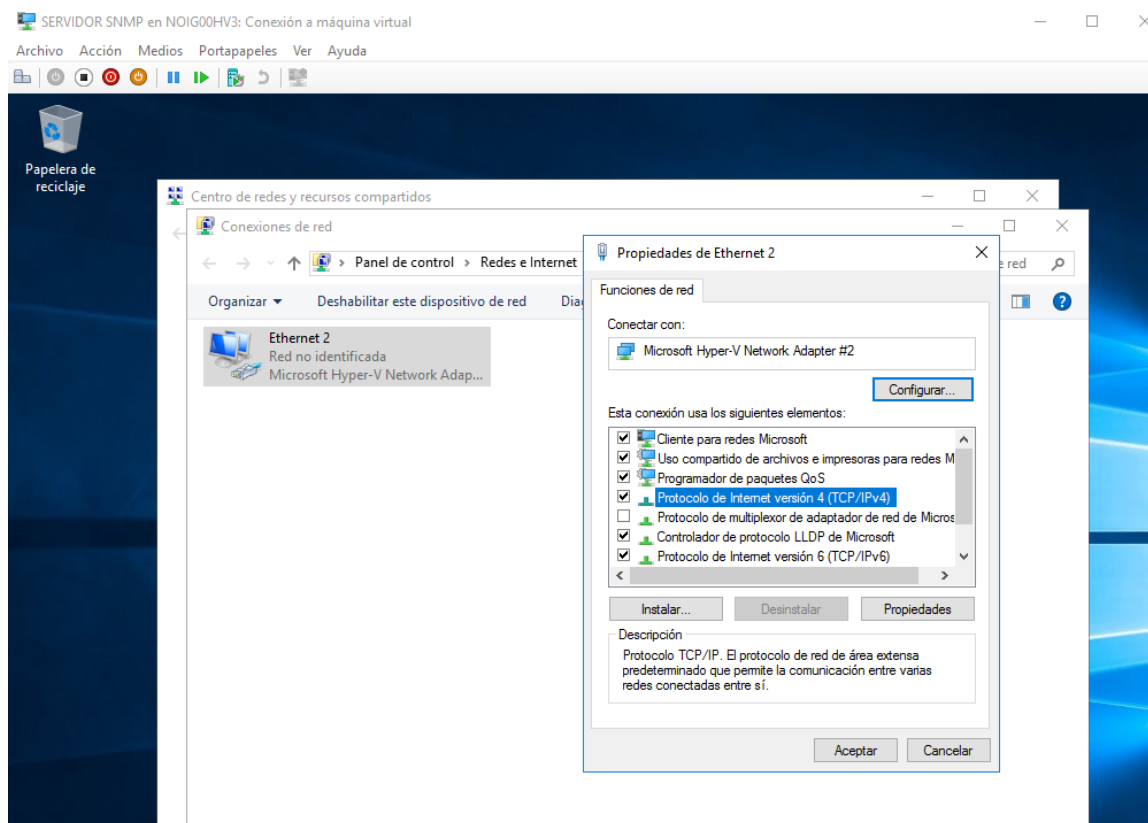 SERVIDOR SNMP en NOIG00HV3: Conexión a máquina virtual
Archivo Acción Medios Portapapeles Ver Ayuda
Papelera de
reciclaje
Centro de redes y recursos compartidos
Conexiones de red
Panel de control > Redes e Internet
e red
Organizar
Deshabilitar este dispositivo de red
Diag
Ethernet 2
Red no identificada
Microsoft Hyper-V Network Adap...
Propiedades de Ethernet 2
Funciones de red
Conectar con:
Microsoft Hyper-V Network Adapter #2
Configurar...
Esta conexión usa los siguientes elementos:
Cliente para redes Microsoft
Uso compartido de archivos e impresoras para redes M
Programador de paquetes QoS
Protocolo de Internet versión 4 (TCP/IPv4)
Protocolo de multiplexor de adaptador de red de Micros
Controlador de protocolo LLDP de Microsoft
Protocolo de Internet versión 6 (TCP/IPv6)
Instalar...
Desinstalar
Propiedades
Descripción
Protocolo TCP/IP. El protocolo de red de área extensa
predeterminado que permite la comunicación entre varias
redes conectadas entre sí.
Aceptar
Cancelar